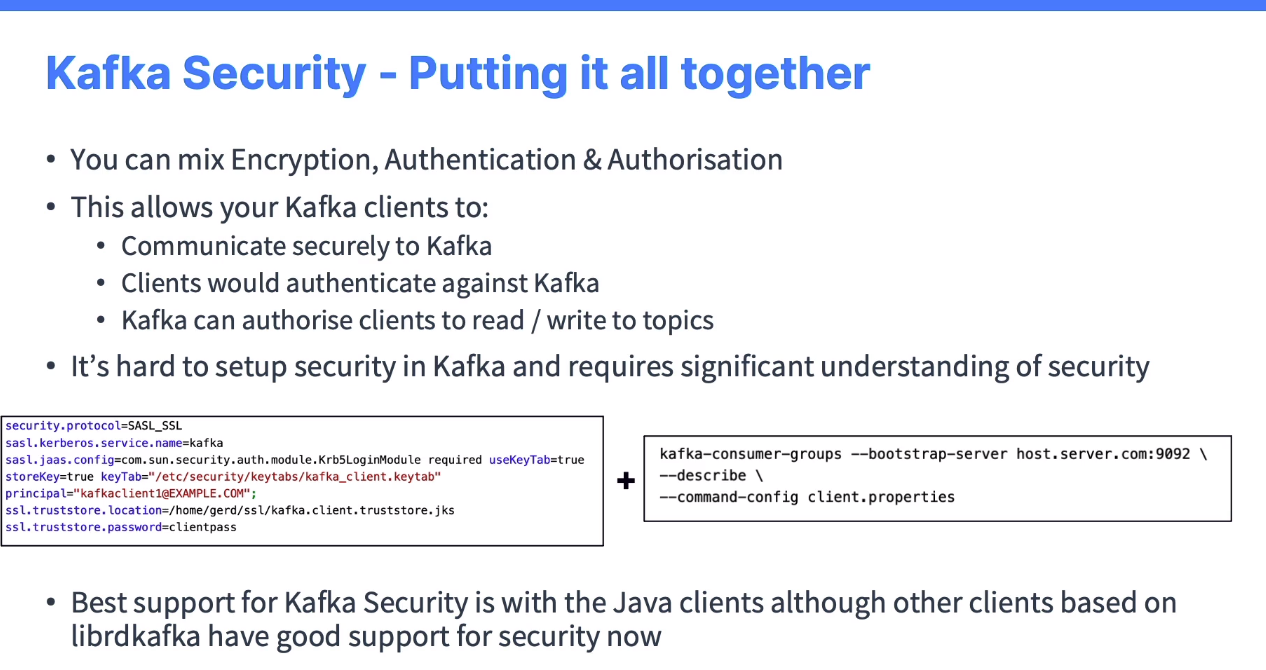 Kafka Security - Putting it all together
• You can mix Encryption, Authentication & Authorisation
• This allows your Kafka clients to:
• Communicate securely to Kafka
• Clients would authenticate against Kafka
• Kafka can authorise clients to read / write to topics
• It's hard to setup security in Kafka and requires significant understanding of security
security.protocol=SASL_SSL
sasl.kerberos.service.name=kafka
sasl.jaas.config=com.sun.security.auth.module.Krb5LoginModule required useKeyTab=true
storeKey=true keyTab="/etc/security/keytabs/kafka_client.keytab"
principal="kafkaclient1@EXAMPLE.COM";
ssl.truststore.location=/home/gerd/ssl/kafka.client.truststore.jks
ssl.truststore.password=clientpass
+
kafka-consumer-groups --bootstrap-server host.server.com:9092 \
--describe \
--command-config client.properties
• Best support for Kafka Security is with the Java clients although other clients based on
librdkafka have good support for security now